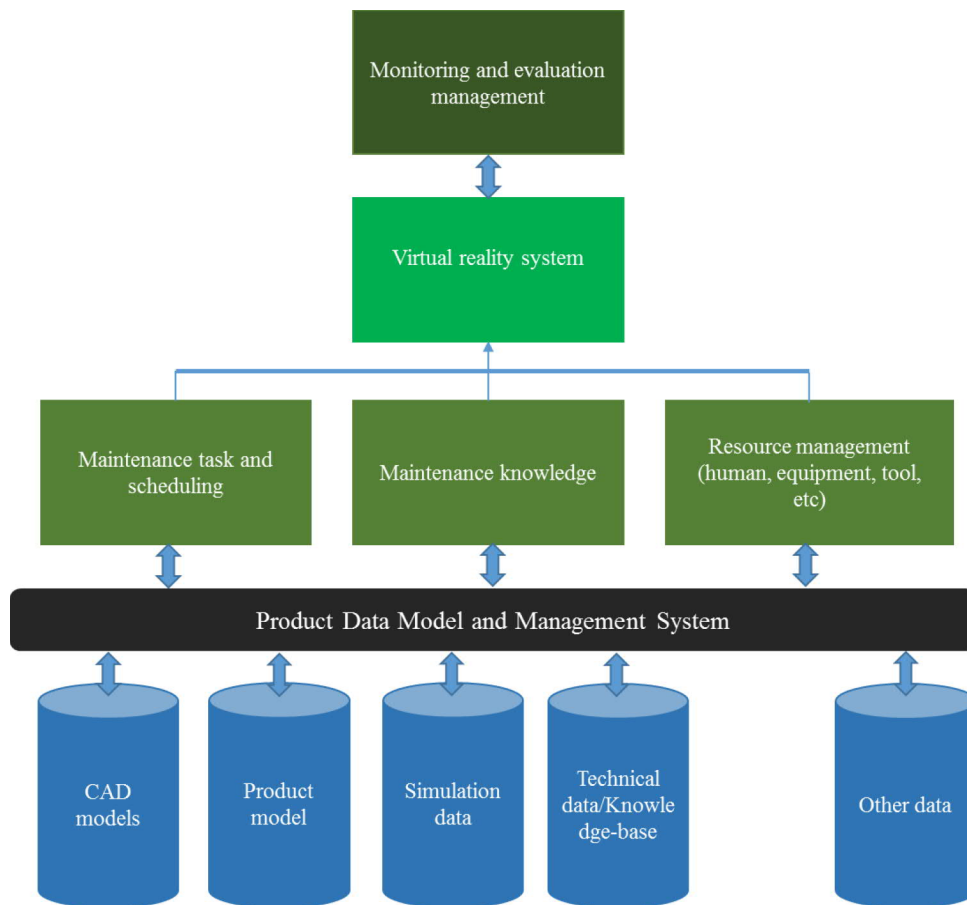 Monitoring and evaluation
management
Virtual reality system
Maintenance task and
scheduling
Maintenance knowledge
Resource management
(human, equipment, tool,
etc)
Product Data Model and Management System
CAD
models
Product
model
Simulation
data
Technical
data/Knowle
dge-base
Other data